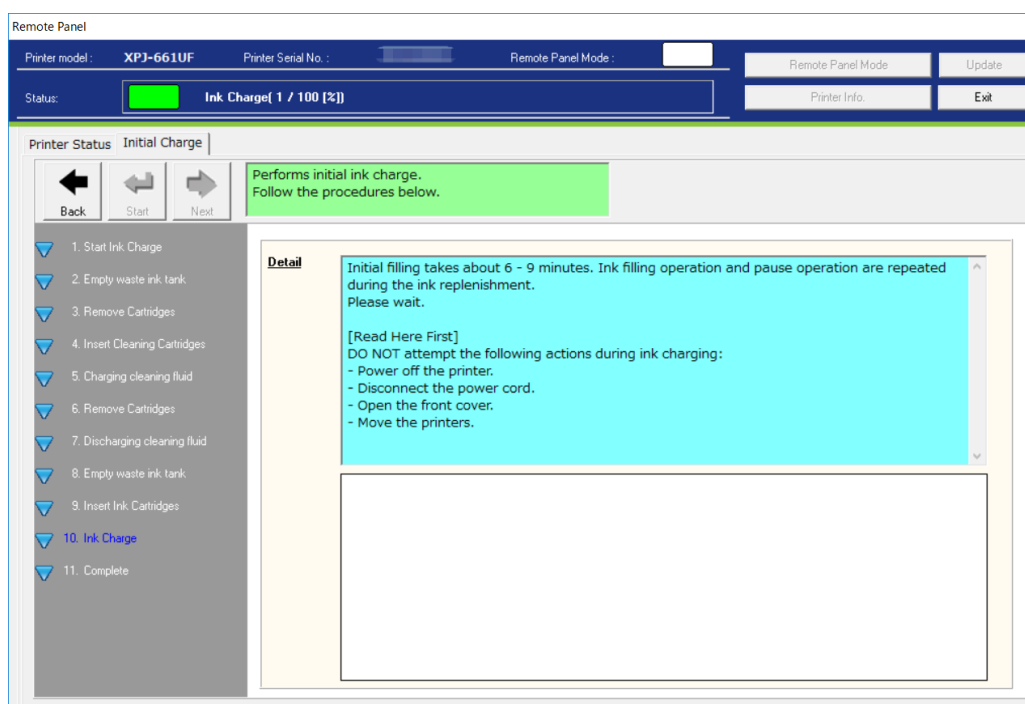 Remote Panel
Printer model : XPJ-661UF Printer Serial No. : Remote Panel Mode : Remote Panel Mode Update
Status: Ink Charge( 1 / 100 [%]) Printer Info. Exit
Printer Status Initial Charge
Back Start Next
Performs initial ink charge.
Follow the procedures below.
1. Start Ink Charge
2. Empty waste ink tank
3. Remove Cartridges
4. Insert Cleaning Cartridges
5. Charging cleaning fluid
6. Remove Cartridges
7. Discharging cleaning fluid
8. Empty waste ink tank
9. Insert Ink Cartridges
10. Ink Charge
11. Complete
Detail
Initial filling takes about 6 - 9 minutes. Ink filling operation and pause operation are repeated
during the ink replenishment.
Please wait.
[Read Here First]
DO NOT attempt the following actions during ink charging:
- Power off the printer.
- Disconnect the power cord.
- Open the front cover.
- Move the printers.